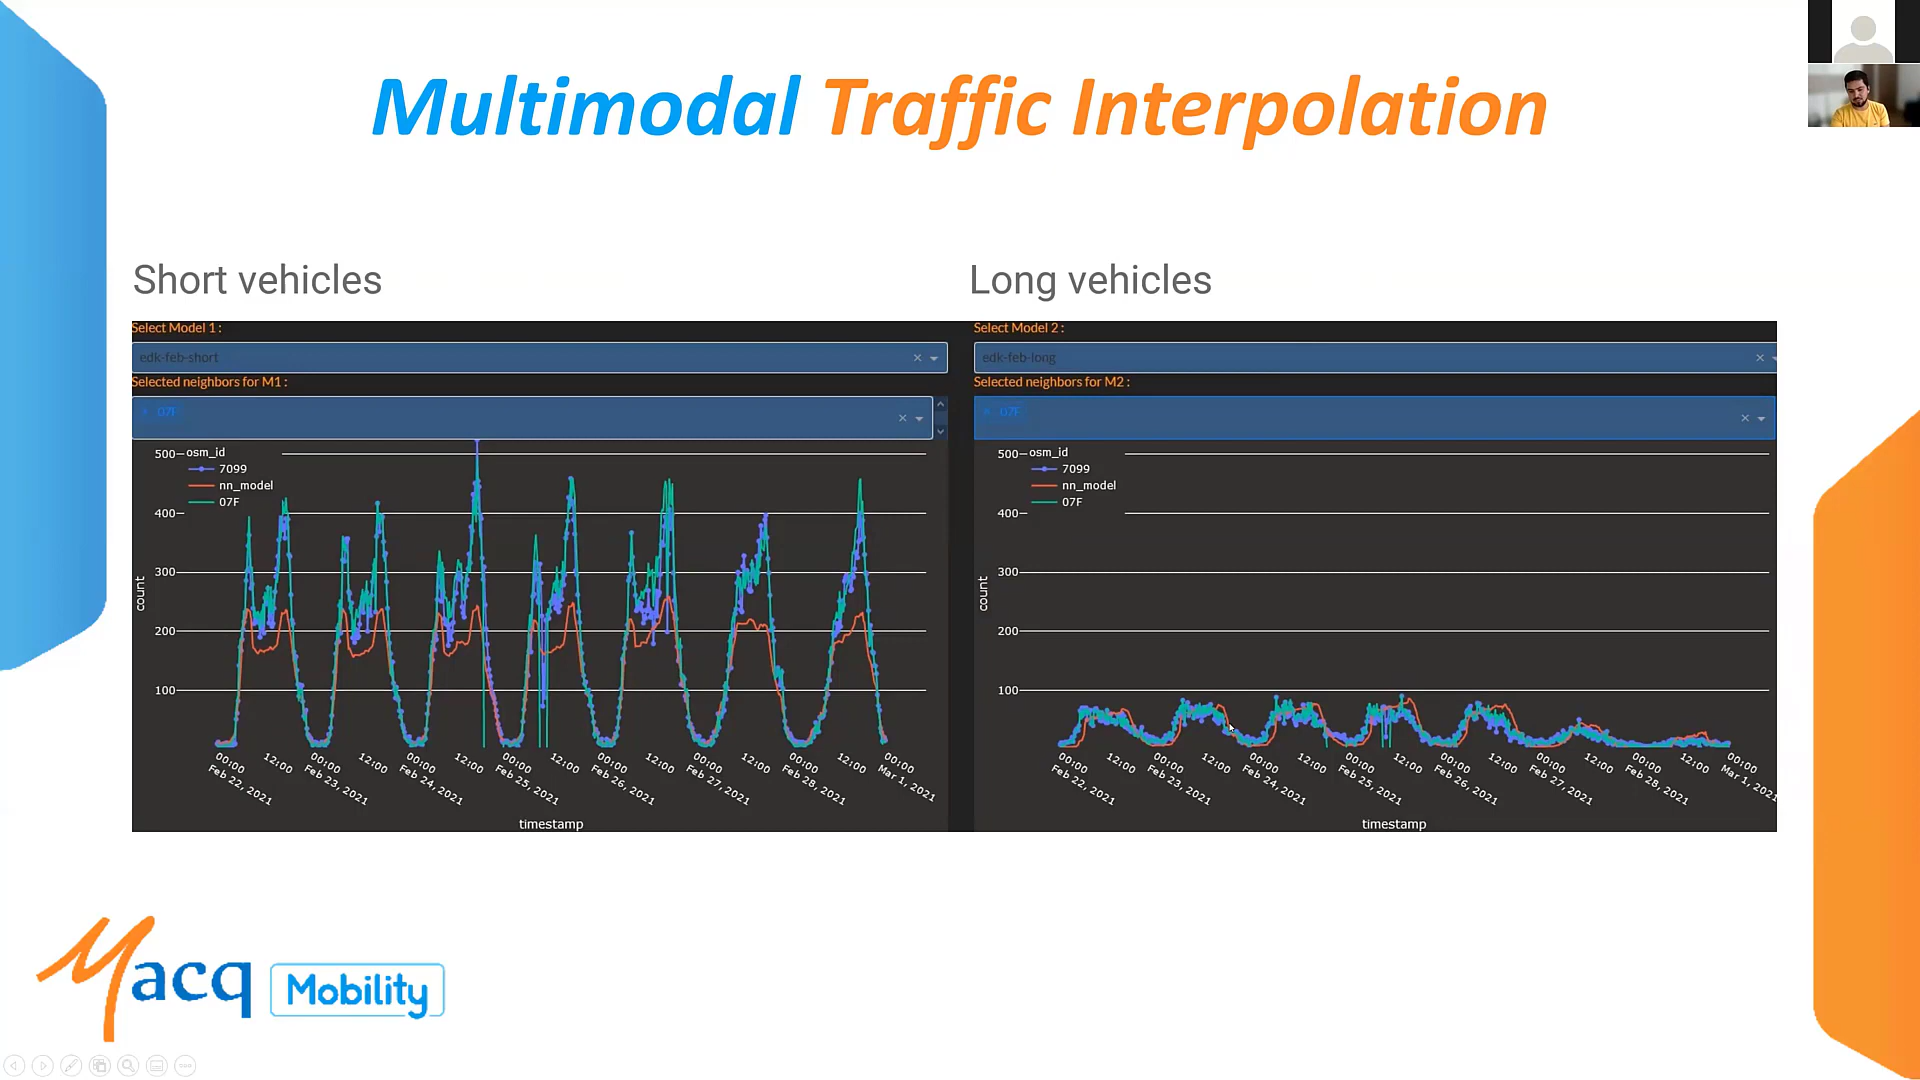 Multimodal Traffic Interpolation
Short vehicles
Long vehicles
Select Model 1 :
edk-feb-short
Selected neighbors for M1 :
× 07F
500
400
300
200
100
count
osm_id
7099
nn_model
07F
00:00
Feb 22, 2021
12:00
00:00
Feb 23, 2021
12:00
00:00
Feb 24, 2021
12:00
00:00
Feb 25, 2021
12:00
00:00
Feb 26, 2021
12:00
00:00
Feb 27, 2021
12:00
00:00
Feb 28, 2021
12:00
00:00
Mar 1, 2021
timestamp
Select Model 2 :
edk-feb-long
Selected neighbors for M2 :
× 07F
500
400
300
200
100
count
osm_id
7099
nn_model
07F
00:00
Feb 22, 2021
12:00
00:00
Feb 23, 2021
12:00
00:00
Feb 24, 2021
12:00
00:00
Feb 25, 2021
12:00
00:00
Feb 26, 2021
12:00
00:00
Feb 27, 2021
12:00
00:00
Feb 28, 2021
12:00
00:00
Mar 1, 2021
timestamp
Macq Mobility